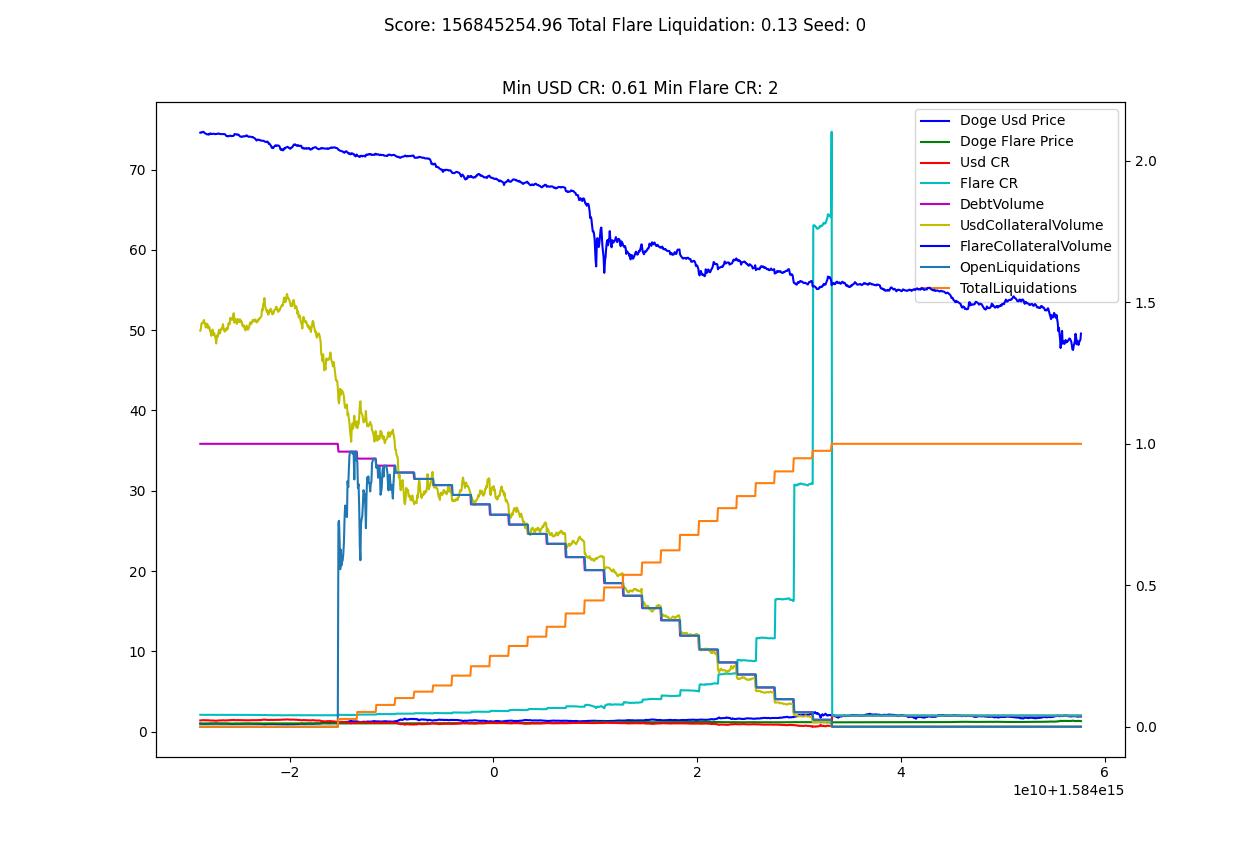 Score: 156845254.96 Total Flare Liquidation: 0.13 Seed: 0
Min USD CR: 0.61 Min Flare CR: 2
Doge Usd Price
Doge Flare Price
Usd CR
Flare CR
DebtVolume
UsdCollateralVolume
FlareCollateralVolume
OpenLiquidations
TotalLiquidations
70
60
50
40
30
20
10
0
2.0
1.5
1.0
0.5
0.0
−2
0
2
4
6
1e10+1.584e15